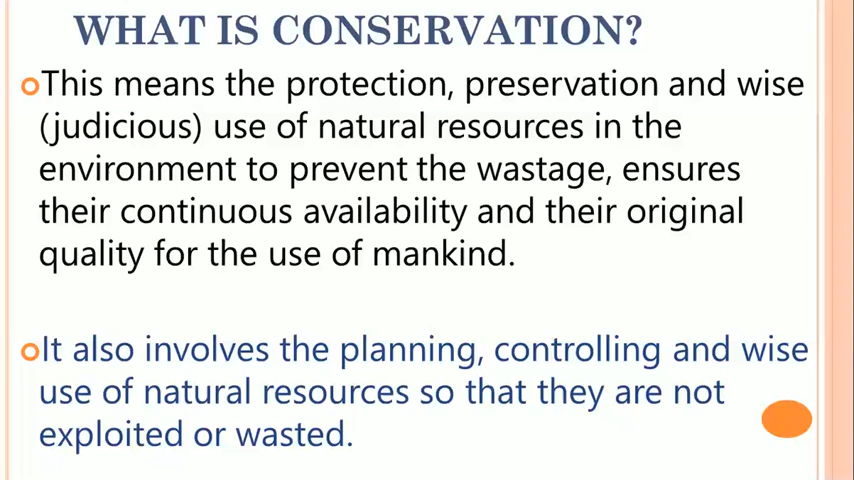 WHAT IS CONSERVATION?
This means the protection, preservation and wise
(judicious) use of natural resources in the
environment to prevent the wastage, ensures
their continuous availability and their original
quality for the use of mankind.
It also involves the planning, controlling and wise
use of natural resources so that they are not
exploited or wasted.